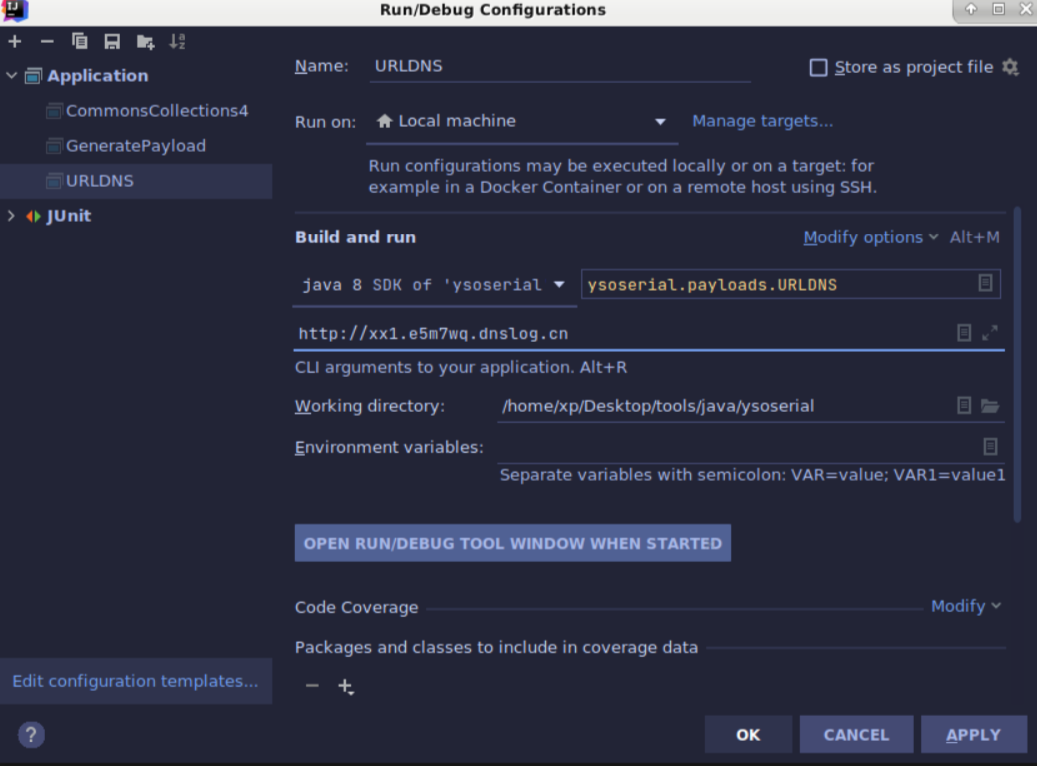 Run/Debug Configurations
Application
CommonsCollections4
GeneratePayload
URLDNS
JUnit
Edit configuration templates...
Name: URLDNS
Store as project file
Run on: Local machine
Manage targets...
Run configurations may be executed locally or on a target: for
example in a Docker Container or on a remote host using SSH.
Build and run
Modify options Alt+M
java 8 SDK of 'ysoserial
ysoserial.payloads.URLDNS
http://xx1.e5m7wq.dnslog.cn
CLI arguments to your application. Alt+R
Working directory: /home/xp/Desktop/tools/java/ysoserial
Environment variables:
Separate variables with semicolon: VAR=value; VAR1=value1
OPEN RUN/DEBUG TOOL WINDOW WHEN STARTED
Code Coverage
Modify
Packages and classes to include in coverage data
?
OK
CANCEL
APPLY